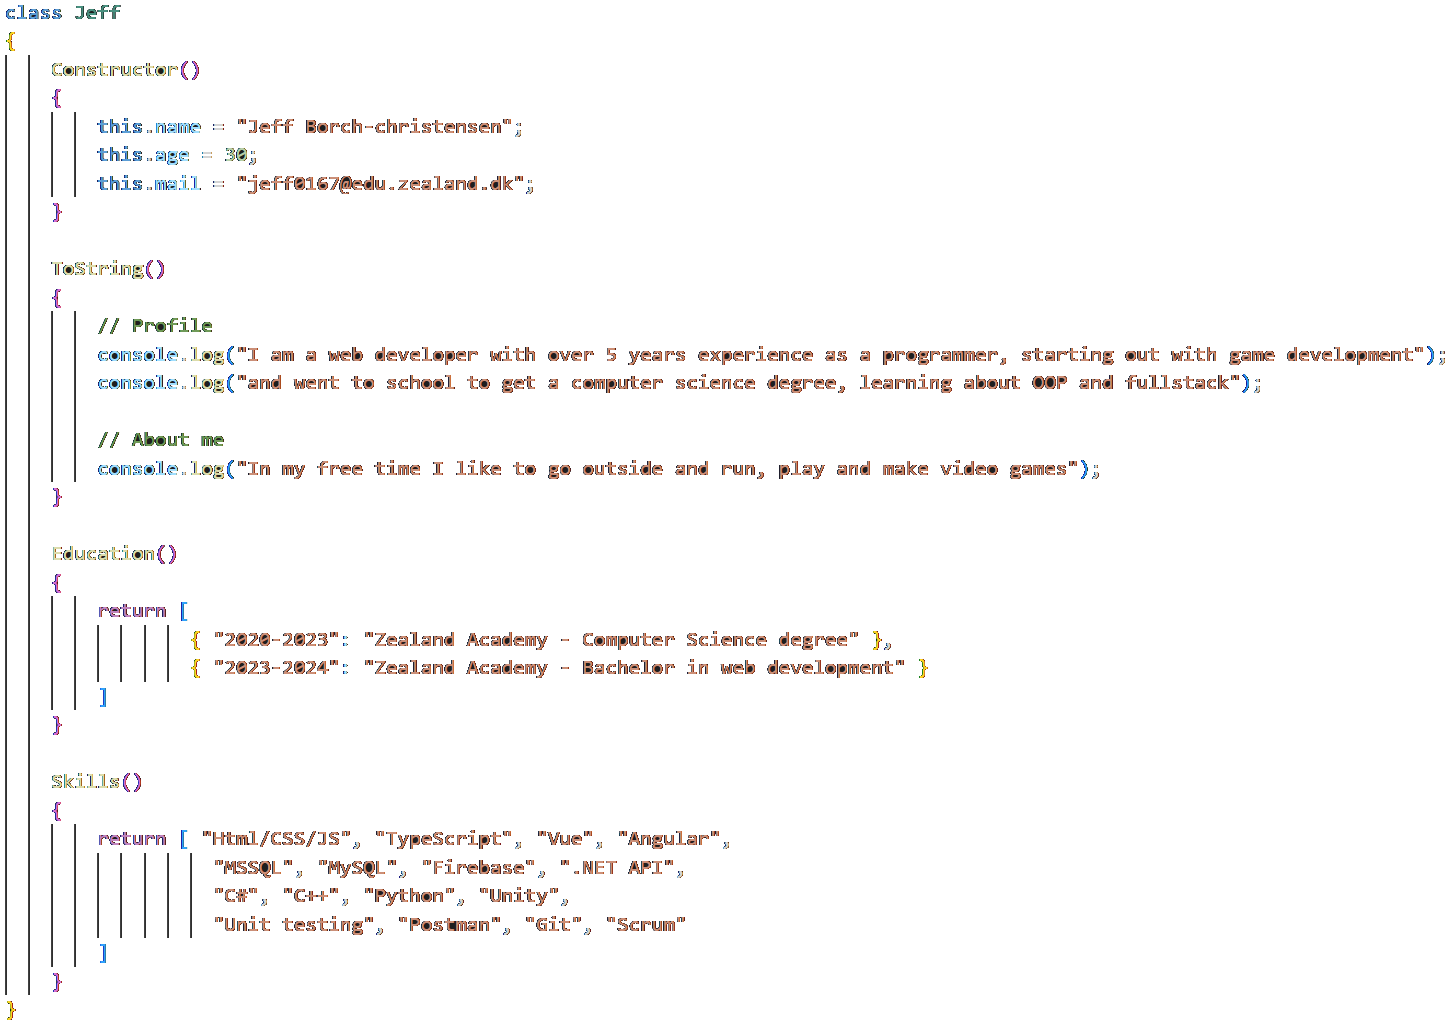 class Jeff
{
Constructor()
{
this.name = "Jeff Borch-christensen";
this.age = 30;
this.mail = "jeff0167@edu.zealand.dk";
}
ToString()
{
// Profile
console.log("I am a web developer with over 5 years experience as a programmer, starting out with game development");
console.log("and went to school to get a computer science degree, learning about OOP and fullstack");
// About me
console.log("In my free time I like to go outside and run, play and make video games");
}
Education()
{
return [
{ "2020-2023": "Zealand Academy - Computer Science degree" },
{ "2023-2024": "Zealand Academy - Bachelor in web development" }
]
}
Skills()
{
return [ "Html/CSS/JS", "TypeScript", "Vue", "Angular",
"MSSQL", "MySQL", "Firebase", ".NET API",
"C#", "C++", "Python", "Unity",
"Unit testing", "Postman", "Git", "Scrum"
]
}
}